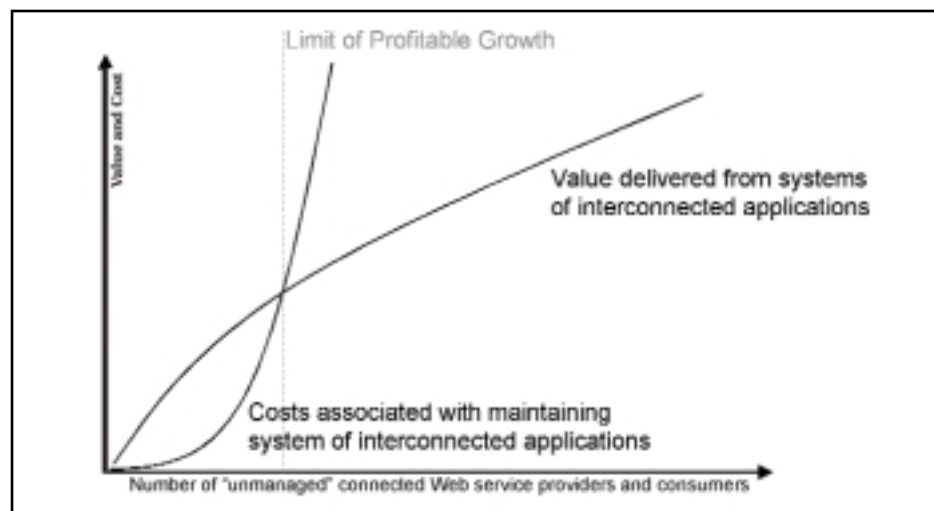 Limit of Profitable Growth
Value and Cost
Value delivered from systems
of interconnected applications
Costs associated with maintaining
system of interconnected applications
Number of "unmanaged" connected Web service providers and consumers